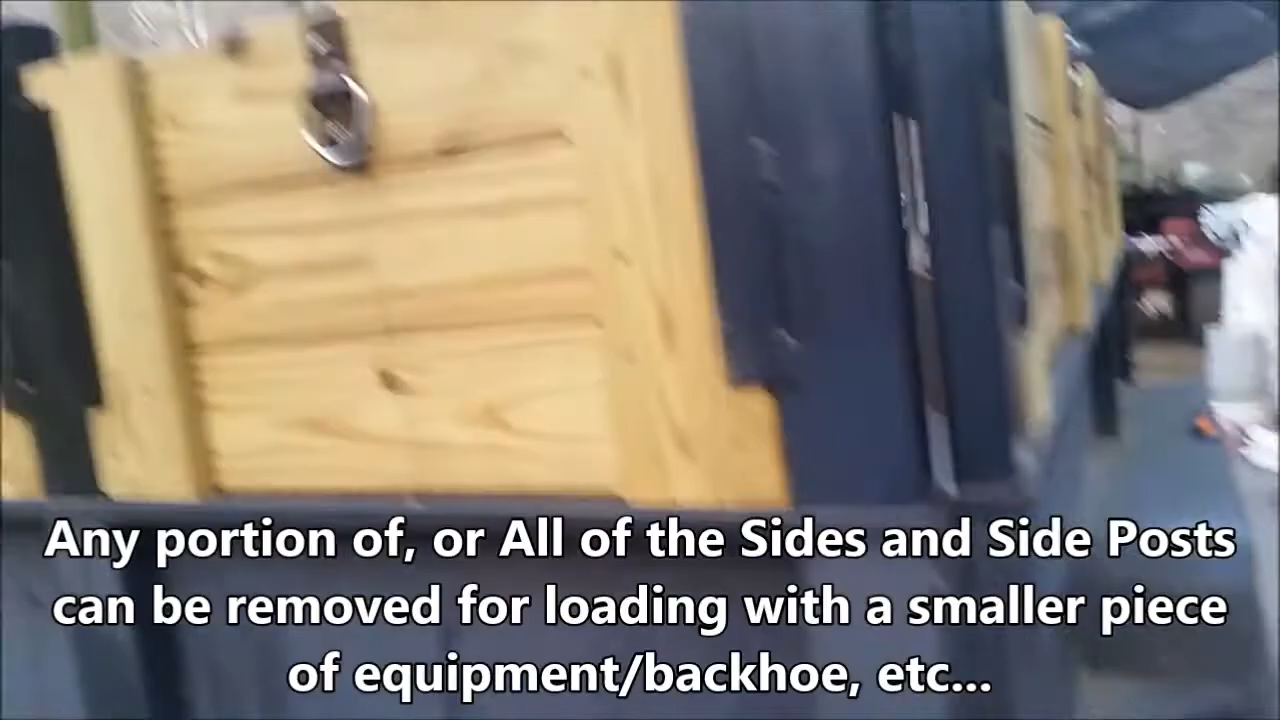 Any portion of, or All of the Sides and Side Posts
can be removed for loading with a smaller piece
of equipment/backhoe, etc...